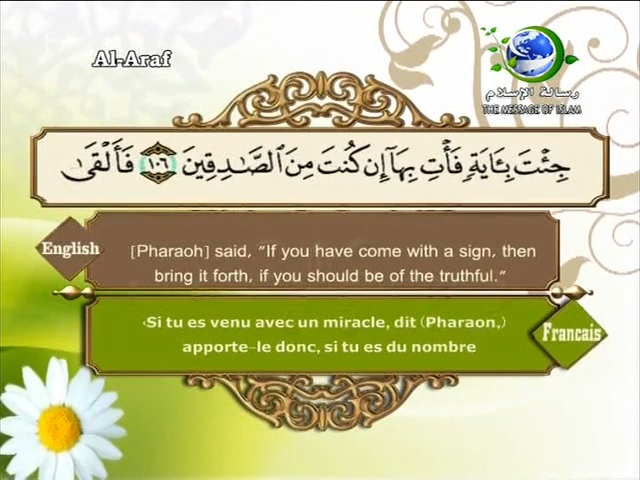 Al-Araf
رسالة الإسلام
THE MESSAGE OF ISLAM
جِئْتَ بِـَٔايَةٍ فَأْتِ بِهَآ إِن كُنتَ مِنَ ٱلصَّـٰدِقِينَ ١٠٦ فَأَلْقَىٰ
English
[Pharaoh] said, "If you have come with a sign, then
bring it forth, if you should be of the truthful."
‹Si tu es venu avec un miracle, dit (Pharaon,)
apporte-le donc, si tu es du nombre
Francais